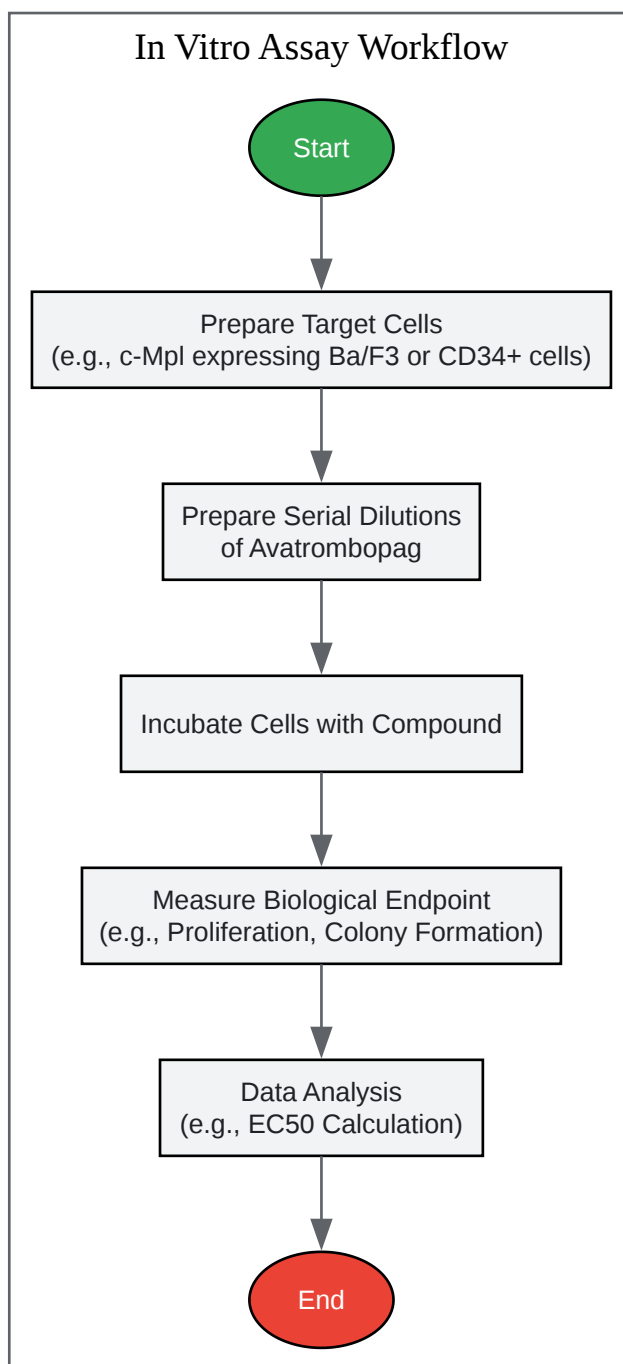 In Vitro Assay Workflow
Start
Prepare Target Cells
(e.g., c-Mpl expressing Ba/F3 or CD34+ cells)
Prepare Serial Dilutions
of Avatrombopag
Incubate Cells with Compound
Measure Biological Endpoint
(e.g., Proliferation, Colony Formation)
Data Analysis
(e.g., EC50 Calculation)
End